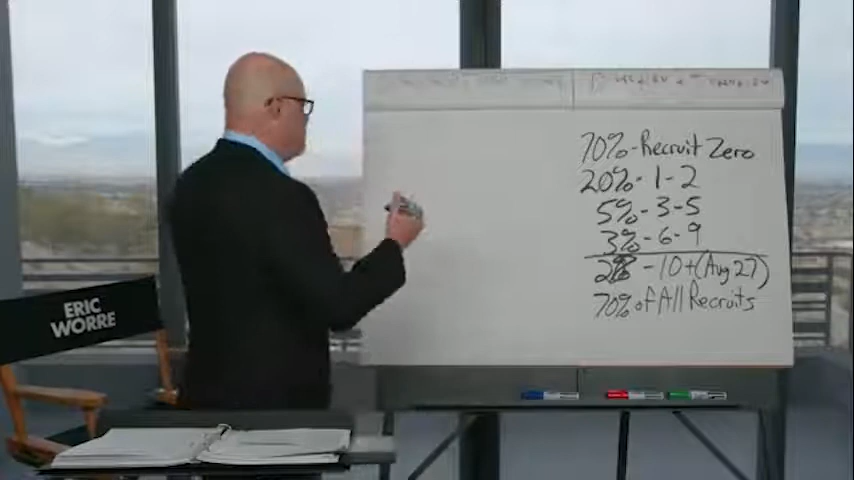 ERIC
WORRE
70%-Recruit Zero
20%-1-2
5%-3-5
3%-6-9
2%-10+(Aug 27)
70% of All Recruits